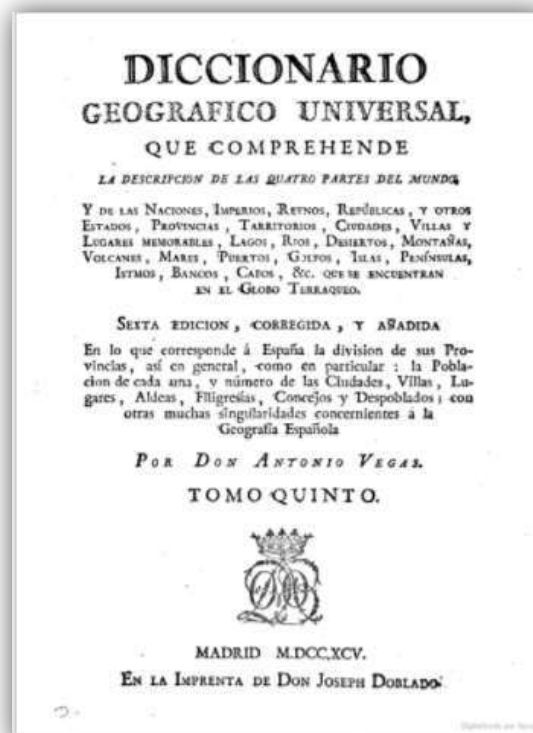 DICCIONARIO
GEOGRAFICO UNIVERSAL,
QUE COMPREHENDE
LA DESCRIPCION DE LAS QUATRO PARTES DEL MUNDO,
Y DE LAS NACIONES, IMPERIOS, REYNOS, REPÚBLICAS, Y OTROS
ESTADOS, PROVINCIAS, TARRITORIOS, CIUDADES, VILLAS Y
LUGARES MEMORABLES, LAGOS, RIOS, DESIERTOS, MONTAÑAS,
VOLCANES, MARES, PUERTOS, GOLFOS, ISLAS, PENÍNSULAS,
ISTMOS, BANCOS, CABOS, &c. QUE SE ENCUENTRAN
EN EL GLOBO TERRAQUEO.
SEXTA EDICION, CORREGIDA, Y AÑADIDA
En lo que corresponde á España la division de sus Pro-
vincias, así en general, como en particular: la Pobla-
cion de cada una, y número de las Ciudades, Villas, Lu-
gares, Aldeas, Filigresías, Concejos y Despoblados; con
otras muchas singularidades concernientes á la
Geografia Española
POR DON ANTONIO VEGAS.
TOMO QUINTO.
MADRID M.DCC.XCV.
EN LA IMPRENTA DE DON JOSEPH DOBLADO.